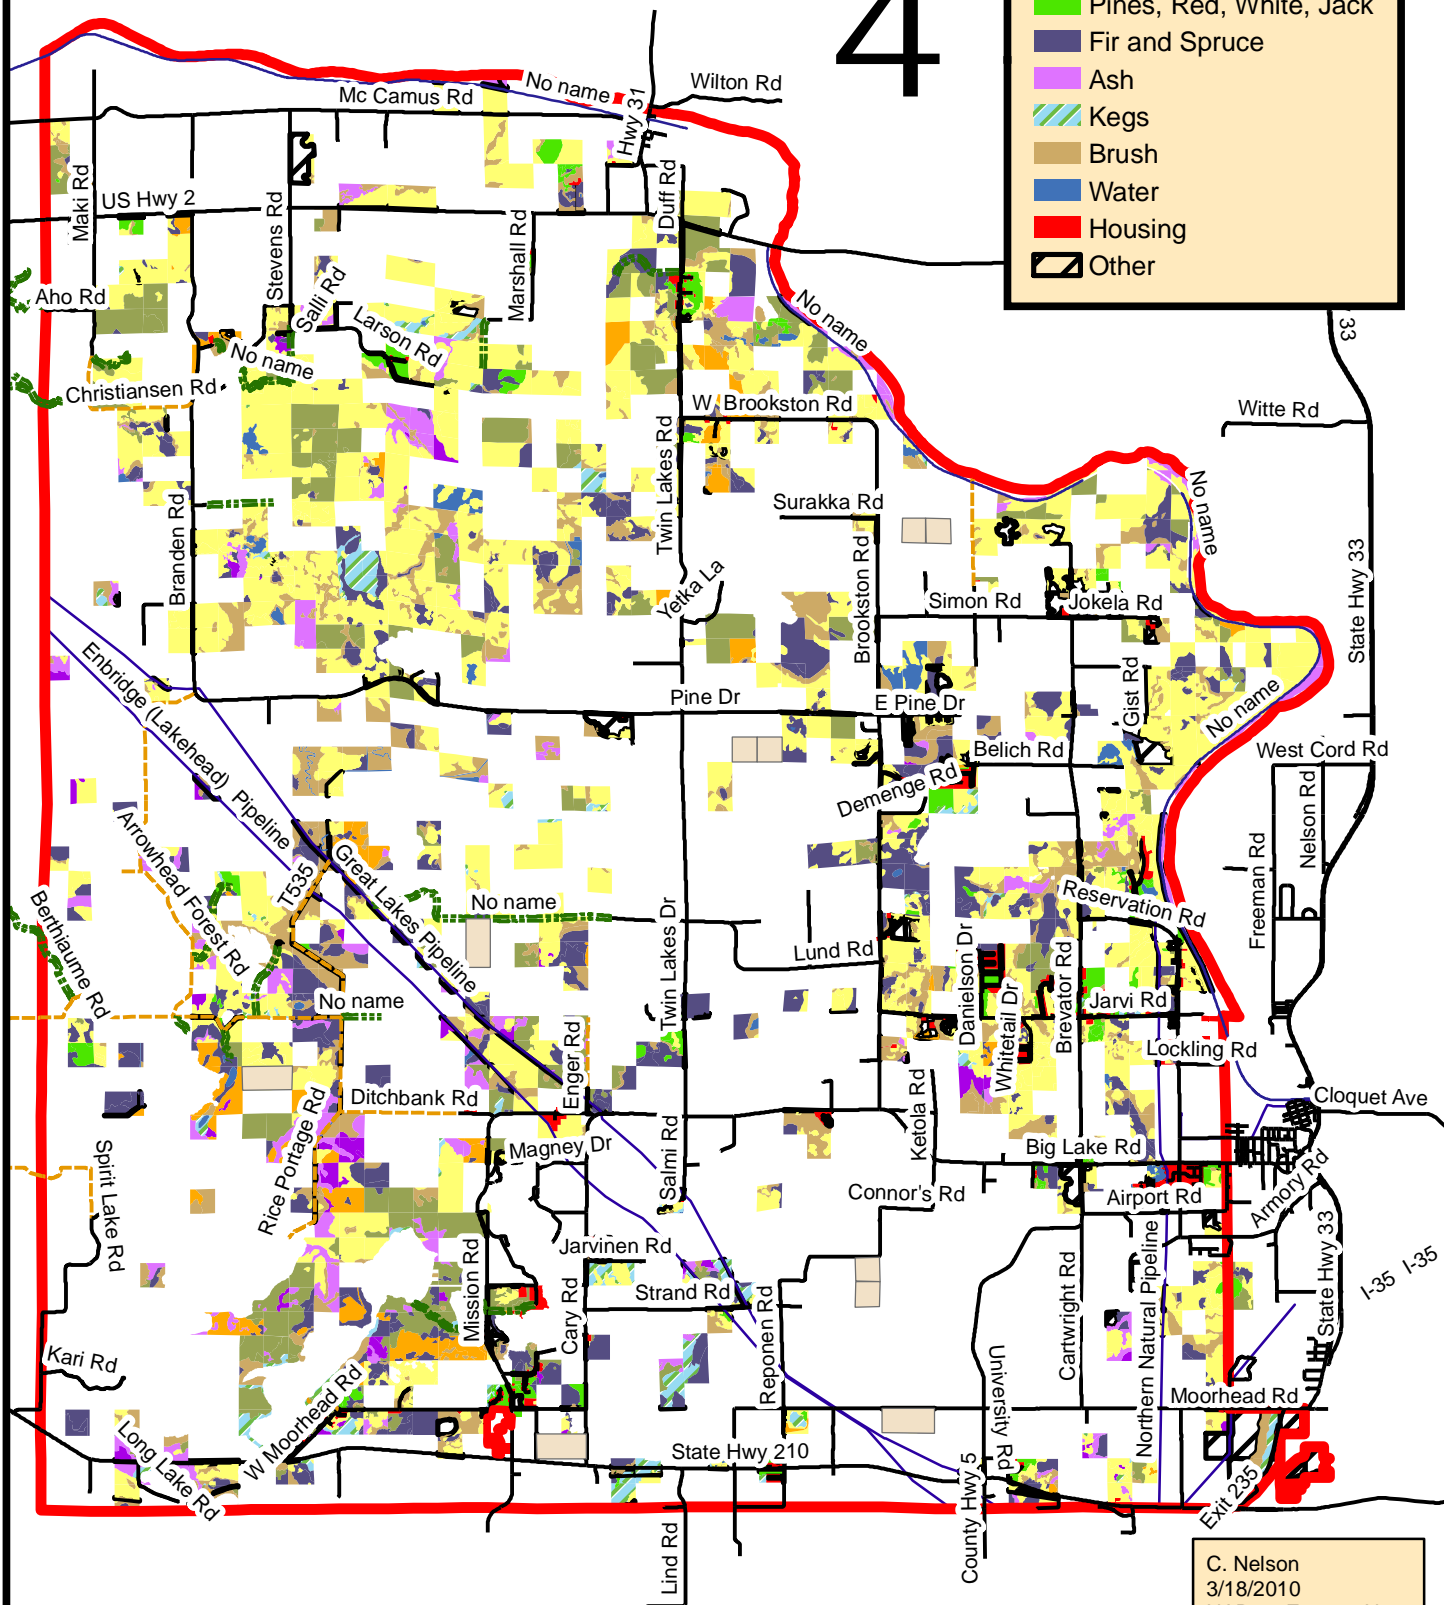 4
Pines, Red, White, Jack
Fir and Spruce
Ash
Kegs
Brush
Water
Housing
Other
No name
Wilton Rd
Mc Camus Rd
Hwy 31
Maki Rd
US Hwy 2
Stevens Rd
Duff Rd
Marshall Rd
Aho Rd
Salli Rd
Larson Rd
No name
No name
33
Christiansen Rd
W. Brookston Rd
Witte Rd
Twin Lakes Rd
No name
Branden Rd
Surakka Rd
Brookston Rd
State Hwy 33
Yetka La
Simon Rd
Jokela Rd
Enbridge (Lakehead) Pipeline
Pine Dr
E Pine Dr
Gist Rd
No name
Belich Rd
West Cord Rd
Demenge Rd
Nelson Rd
Arrowhead Forest Rd
T535
Great Lakes Pipeline
Freeman Rd
Berthiaume Rd
No name
Reservation Rd
Twin Lakes Dr
Lund Rd
Danielson Dr
Brevator Rd
No name
Whitetail Dr
Jarvi Rd
Enger Rd
Lockling Rd
Ditchbank Rd
Cloquet Ave
Rice Portage Rd
Ketola Rd
Magney Dr
Salmi Rd
Big Lake Rd
Spirit Lake Rd
Connor's Rd
Airport Rd
Armory Rd
Mission Rd
Jarvinen Rd
Strand Rd
Cary Rd
Reponen Rd
Cartwright Rd
Northern Natural Pipeline
State Hwy 33
I-35
I-35
Kari Rd
University Rd
Moorhead Rd
W Moorhead Rd
Long Lake Rd
State Hwy 210
County Hwy 5
Exit 235
Lind Rd
C. Nelson
3/18/2010